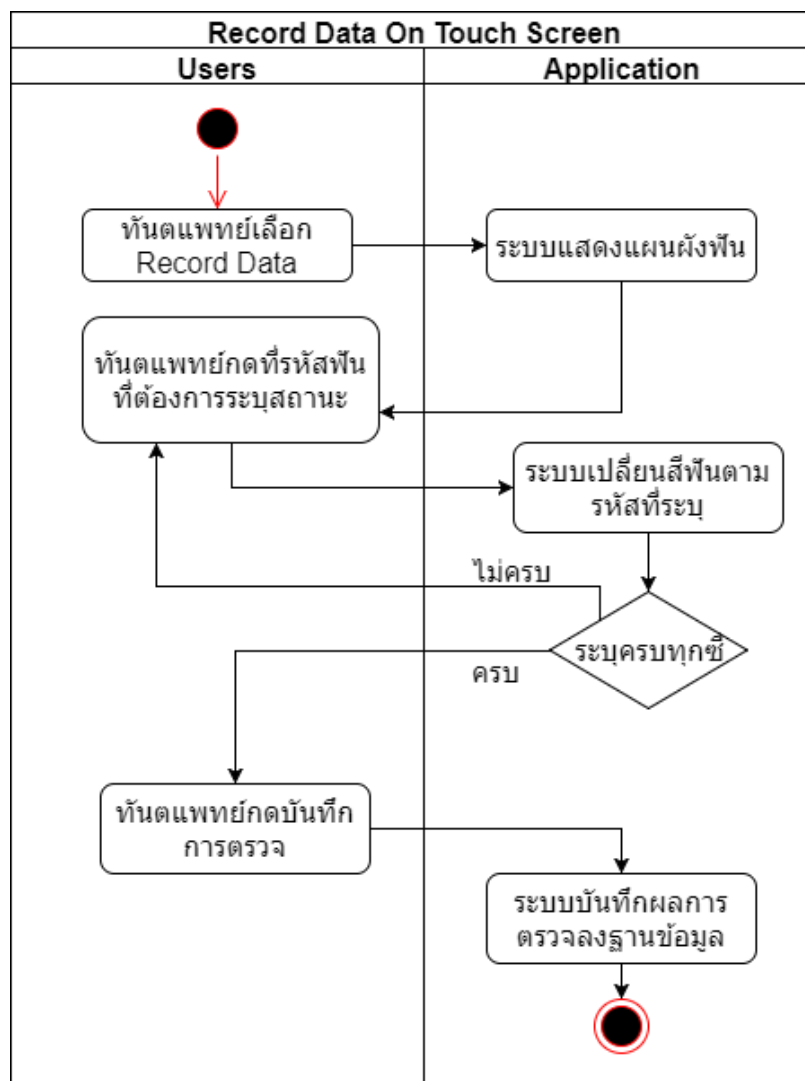 Record Data On Touch Screen
Users
Application
ทันตแพทย์เลือก
Record Data
ระบบแสดงแผนผังฟัน
ทันตแพทย์กดที่รหัสฟัน
ที่ต้องการระบุสถานะ
ระบบเปลี่ยนสีฟันตาม
รหัสที่ระบุ
ไม่ครบ
ระบุครบทุกซี่
ครบ
ทันตแพทย์กดบันทึก
การตรวจ
ระบบบันทึกผลการ
ตรวจลงฐานข้อมูล